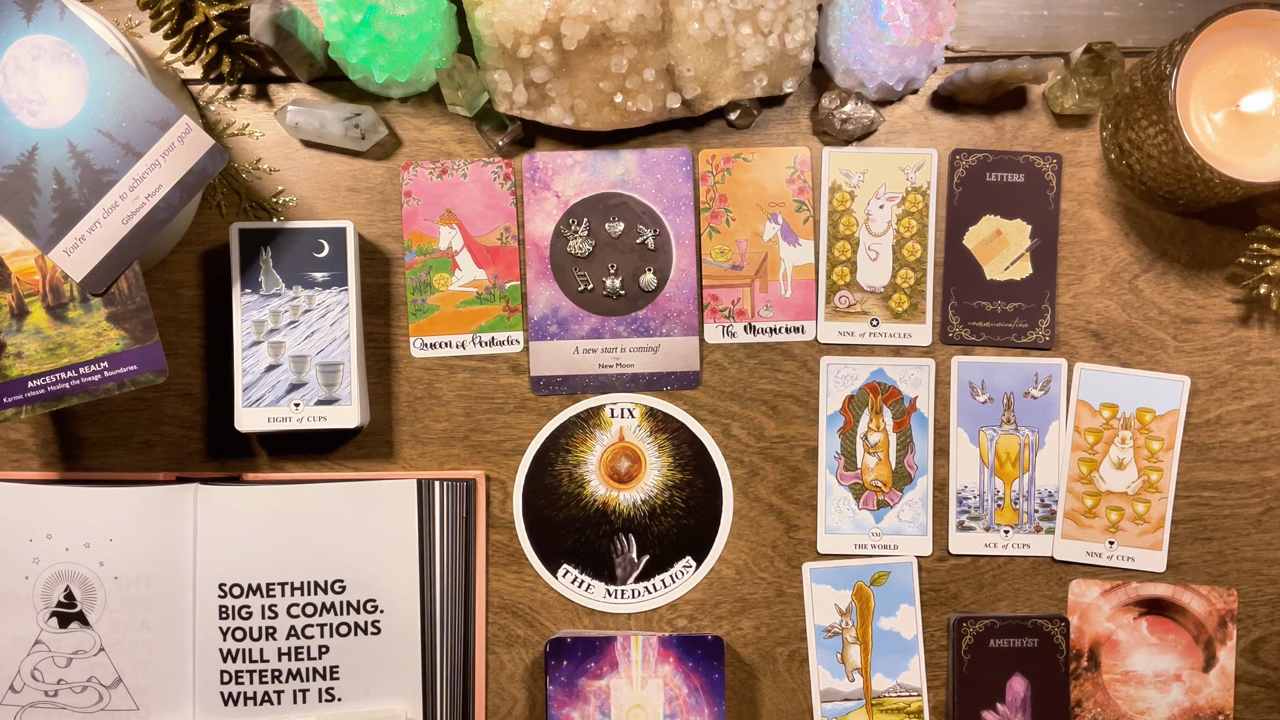 You're very close to achieving your goal
Gibbous Moon
ANCESTRAL REALM
Karmic release. Healing the lineage. Boundaries.
EIGHT of CUPS
Queen of Pentacles
A new start is coming!
New Moon
The Magician
NINE OF PENTACLES
LETTERS
communication
LIX
THE MEDALLION
XXI
THE WORLD
ACE OF CUPS
NINE OF CUPS
AMETHYST
SOMETHING
BIG IS COMING.
YOUR ACTIONS
WILL HELP
DETERMINE
WHAT IT IS.